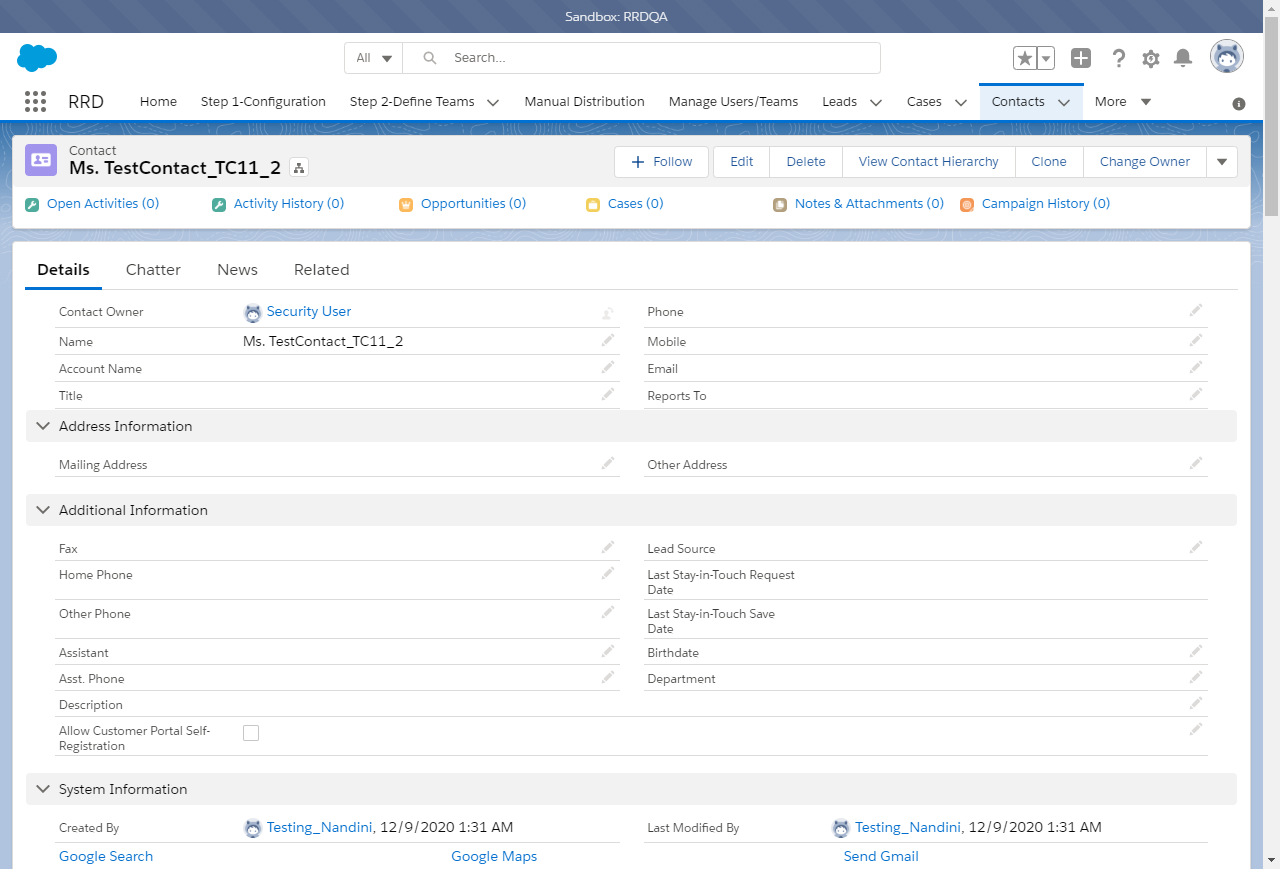 Sandbox: RRDQA
All
Search...
RRD
Home
Step 1-Configuration
Step 2-Define Teams
Manual Distribution
Manage Users/Teams
Leads
Cases
Contacts
More
Contact
Ms. TestContact_TC11_2
Follow
Edit
Delete
View Contact Hierarchy
Clone
Change Owner
Open Activities (0)
Activity History (0)
Opportunities (0)
Cases (0)
Notes & Attachments (0)
Campaign History (0)
Details
Chatter
News
Related
Contact Owner
Security User
Phone
Name
Ms. TestContact_TC11_2
Mobile
Account Name
Email
Title
Reports To
Address Information
Mailing Address
Other Address
Additional Information
Fax
Lead Source
Home Phone
Last Stay-in-Touch Request
Date
Other Phone
Last Stay-in-Touch Save
Date
Assistant
Birthdate
Asst. Phone
Department
Description
Allow Customer Portal Self-
Registration
System Information
Created By
Testing_Nandini, 12/9/2020 1:31 AM
Last Modified By
Testing_Nandini, 12/9/2020 1:31 AM
Google Search
Google Maps
Send Gmail